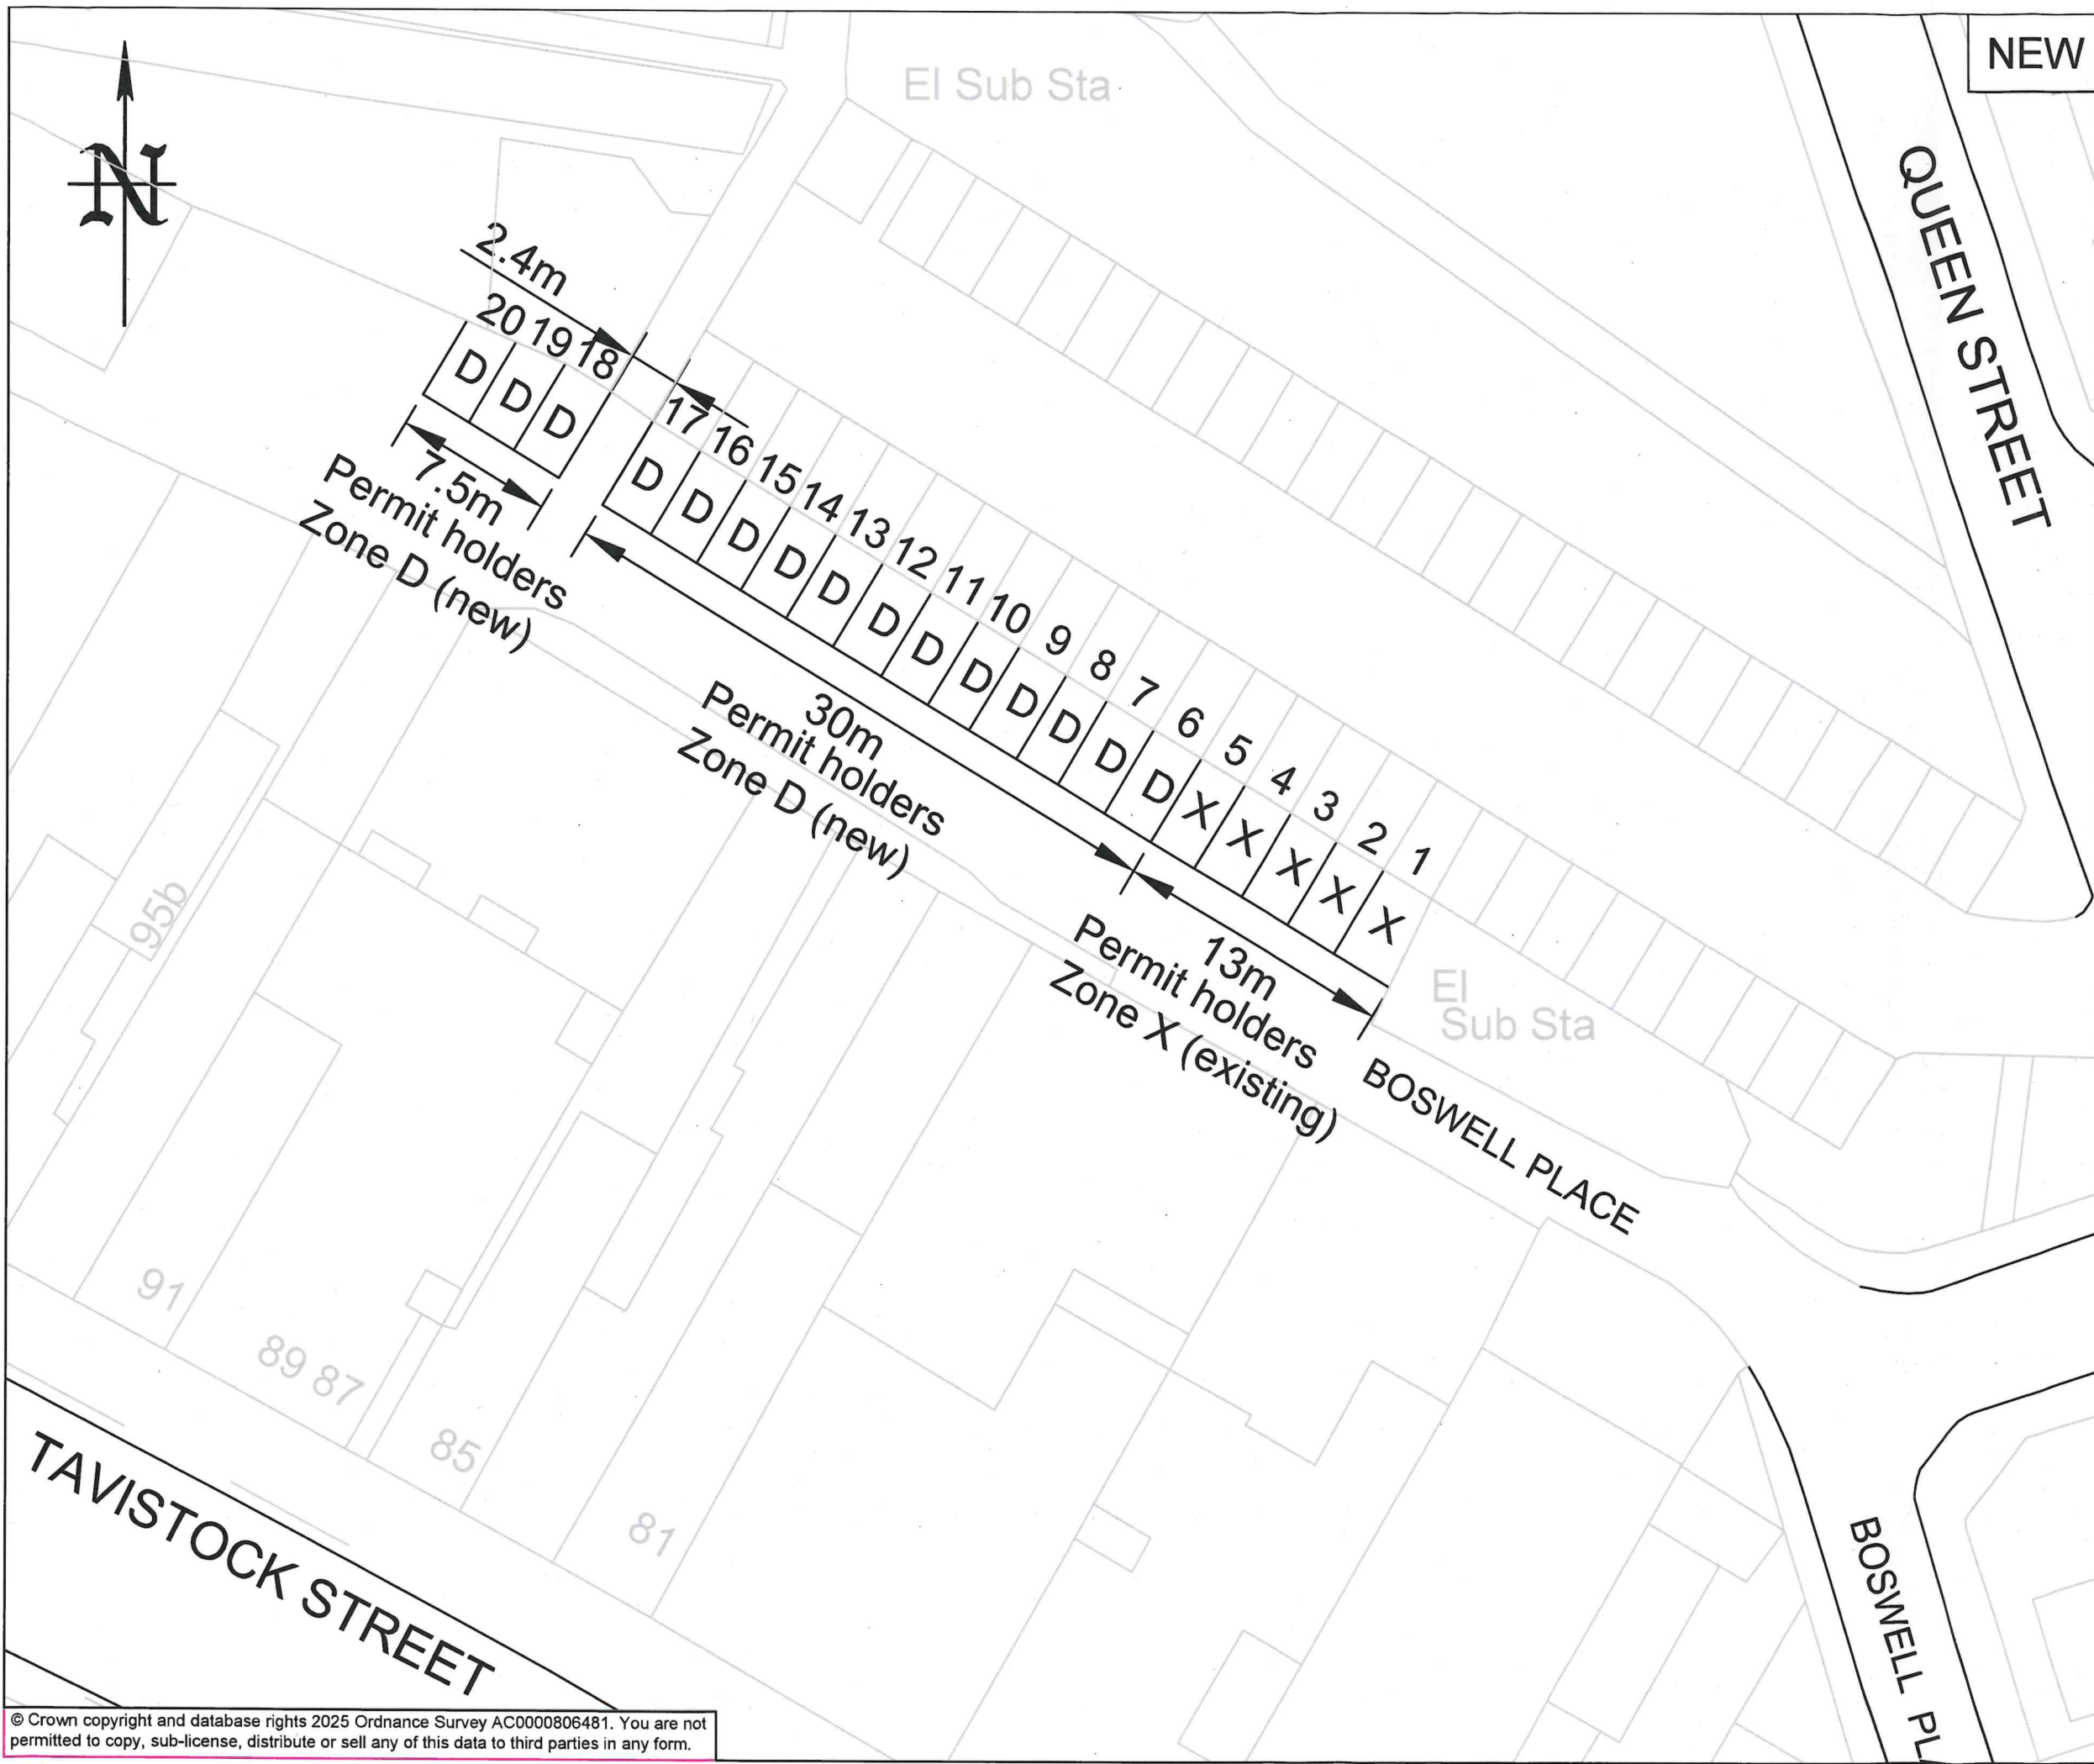 El Sub Sta
NEW
N
QUEEN STREET
2.4m
20 19 18
D D D
7.5m
Permit holders
Zone D (new)
17 16 15 14 13 12 11 10 9 8 7 6 5 4 3 2 1
D D D D D D D D D D D D X X X X X
30m
Permit holders
Zone D (new)
13m
Permit holders
Zone X (existing)
El
Sub Sta
BOSWELL PLACE
95b
91
89 87
85
81
TAVISTOCK STREET
BOSWELL PL
© Crown copyright and database rights 2025 Ordnance Survey AC0000806481. You are not
permitted to copy, sub-license, distribute or sell any of this data to third parties in any form.